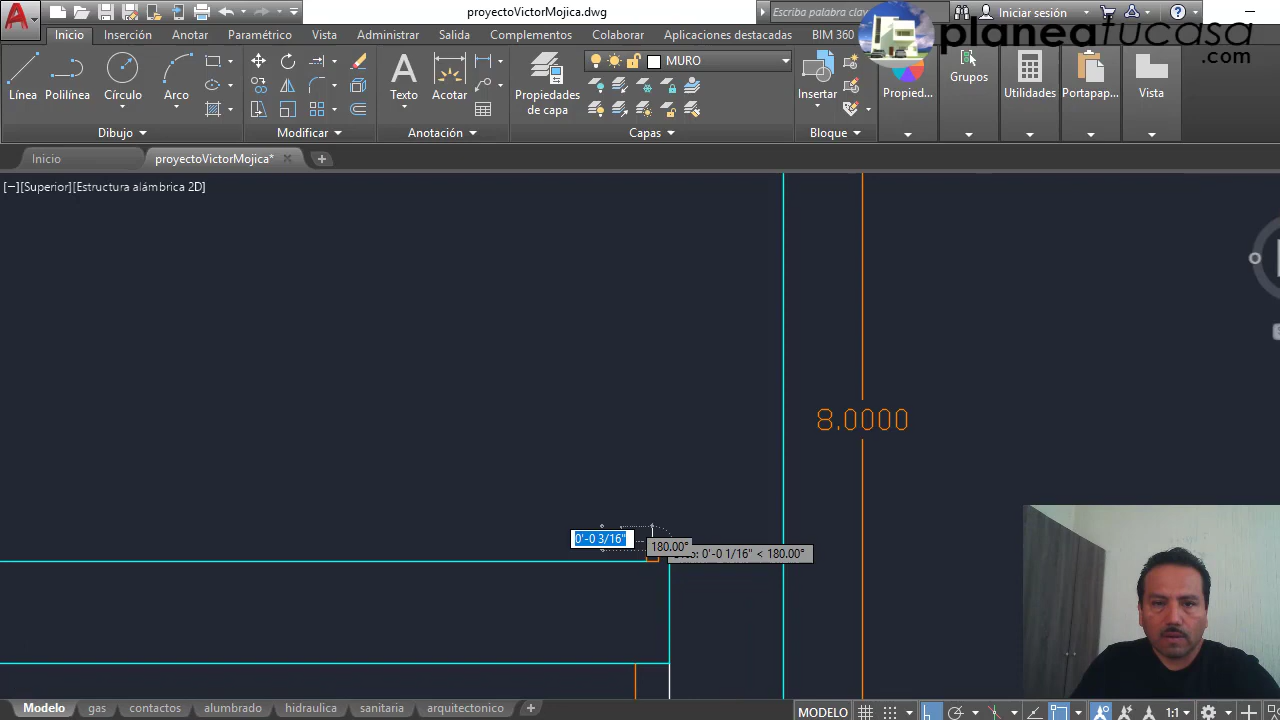 proyectoVictorMojica.dwg
Escriba palabra clav
Iniciar sesión
planeatucasa
.com
Inicio
Inserción
Anotar
Paramétrico
Vista
Administrar
Salida
Complementos
Colaborar
Aplicaciones destacadas
BIM 360
Línea
Polilínea
Círculo
Arco
Texto
Acotar
Propiedades
de capa
MURO
Insertar
Propied...
Grupos
Utilidades
Portapap...
Vista
Dibujo
Modificar
Anotación
Capas
Bloque
Inicio
proyectoVictorMojica*
[−][Superior][Estructura alámbrica 2D]
8.0000
0'-0 3/16"
180.00°
0'-0 1/16" < 180.00°
Modelo
gas
contactos
alumbrado
hidraulica
sanitaria
arquitectonico
MODELO
1:1